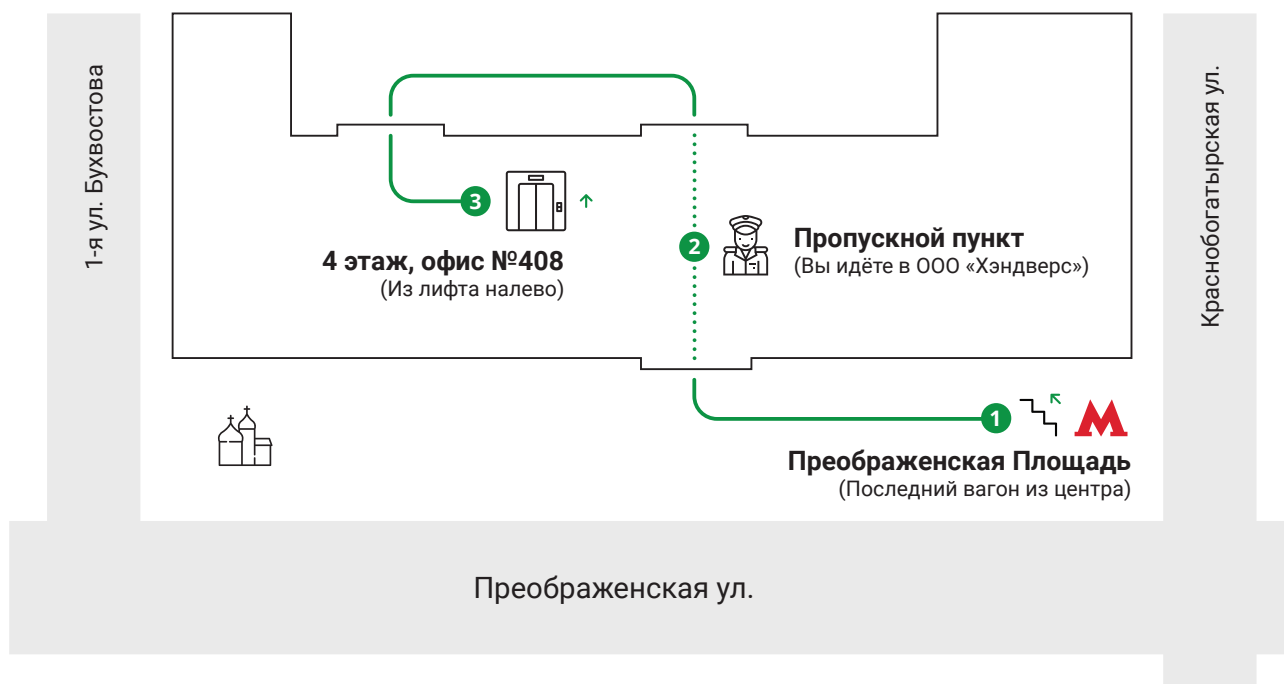 1-я ул. Бухвостова
Краснобогатырская ул.
3
4 этаж, офис №408
(Из лифта налево)
2
Пропускной пункт
(Вы идёте в ООО «Хэндверс»)
1
М
Преображенская Площадь
(Последний вагон из центра)
Преображенская ул.